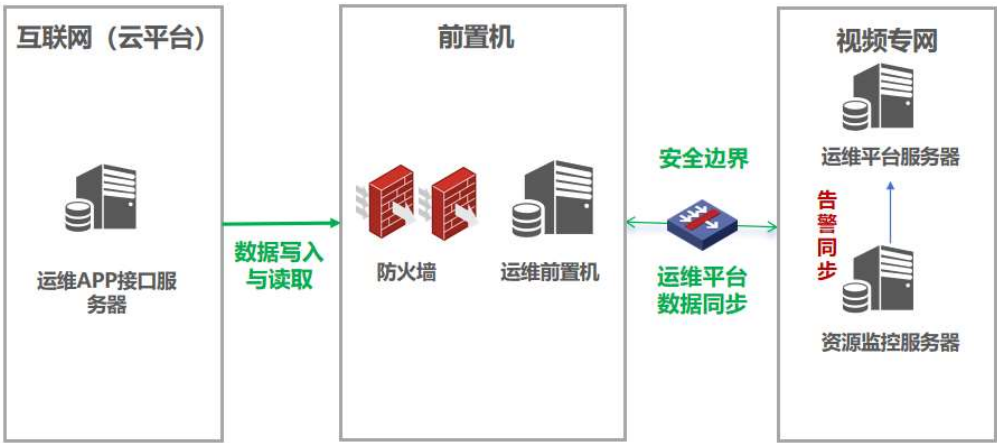 互联网（云平台）
运维APP接口服
务器
数据写入
与读取
前置机
防火墙
运维前置机
安全边界
运维平台
数据同步
视频专网
运维平台服务器
告
警
同
步
资源监控服务器